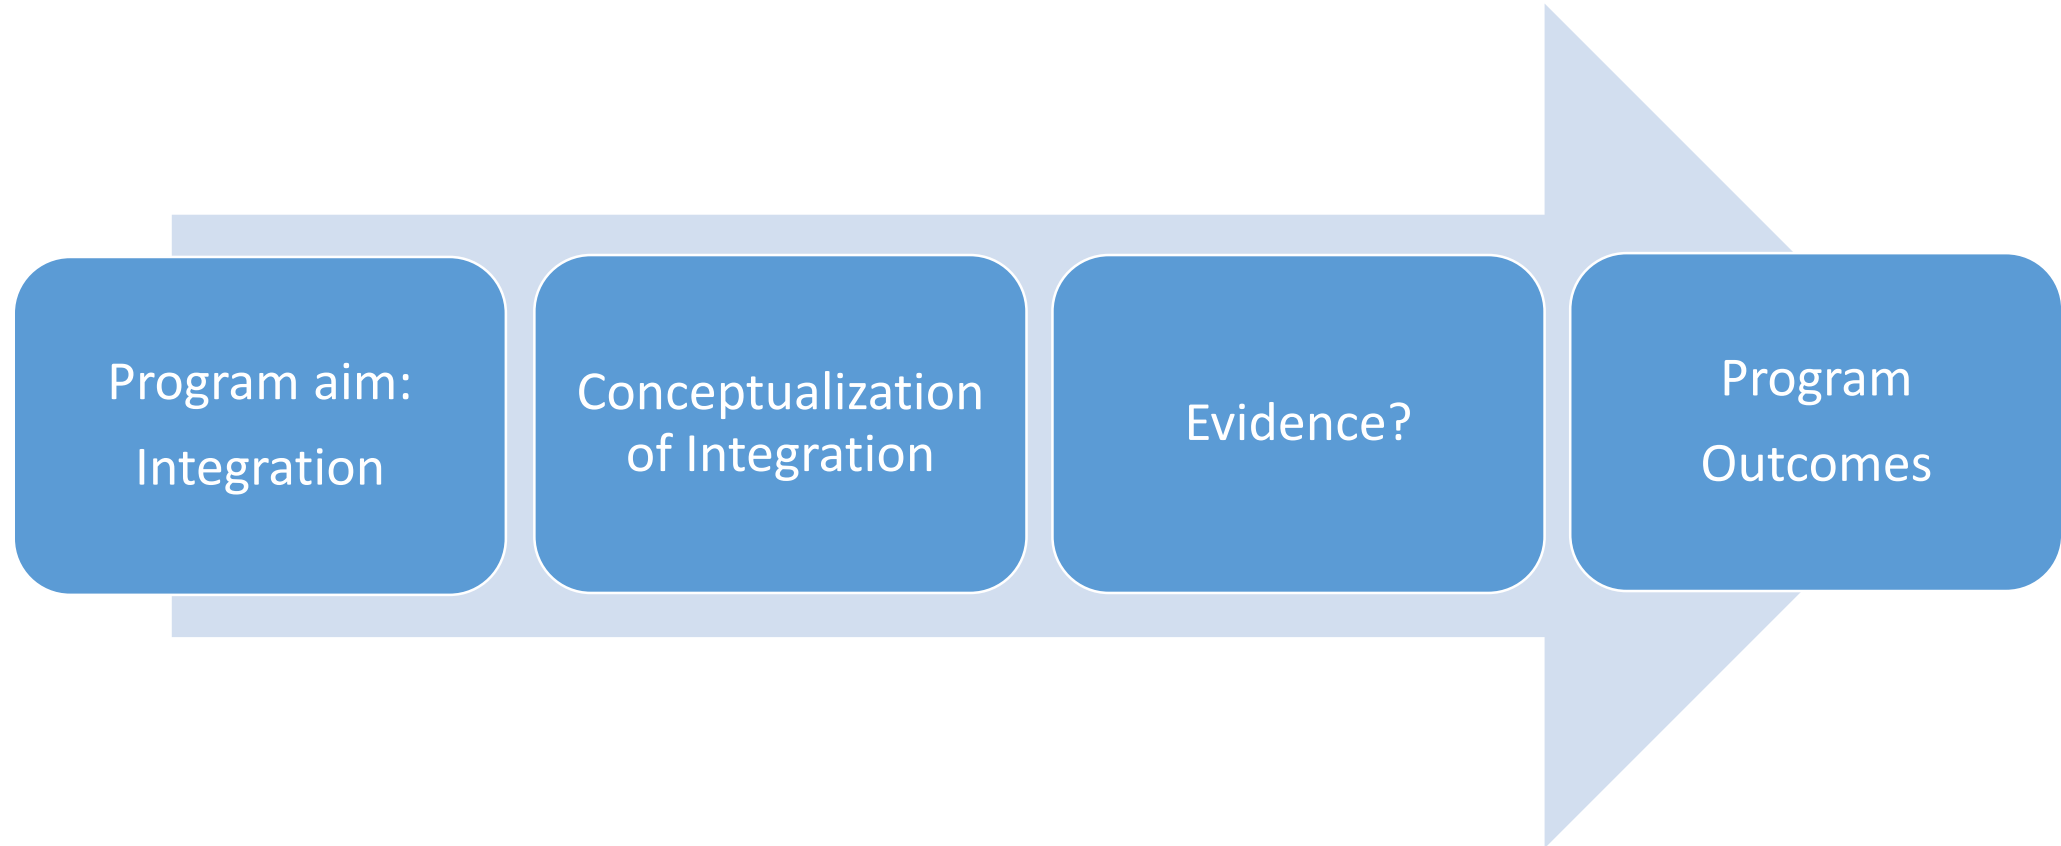 Program aim:
Integration
Conceptualization
of Integration
Evidence?
Program
Outcomes